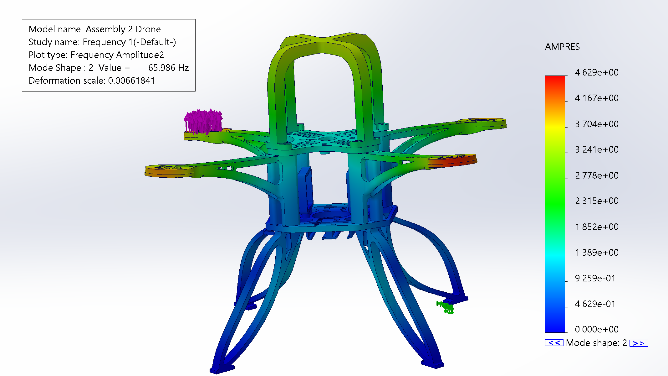 Model name: Assembly 2 Drone
Study name: Frequency 1(-Default-)
Plot type: Frequency Amplitude2
Mode Shape : 2 Value = 65.986 Hz
Deformation scale: 0.00661841
AMPRES
4.629e+00
4.167e+00
3.704e+00
3.241e+00
2.778e+00
2.315e+00
1.852e+00
1.389e+00
9.259e-01
4.629e-01
0.000e+00
<< Mode shape: 2 >>